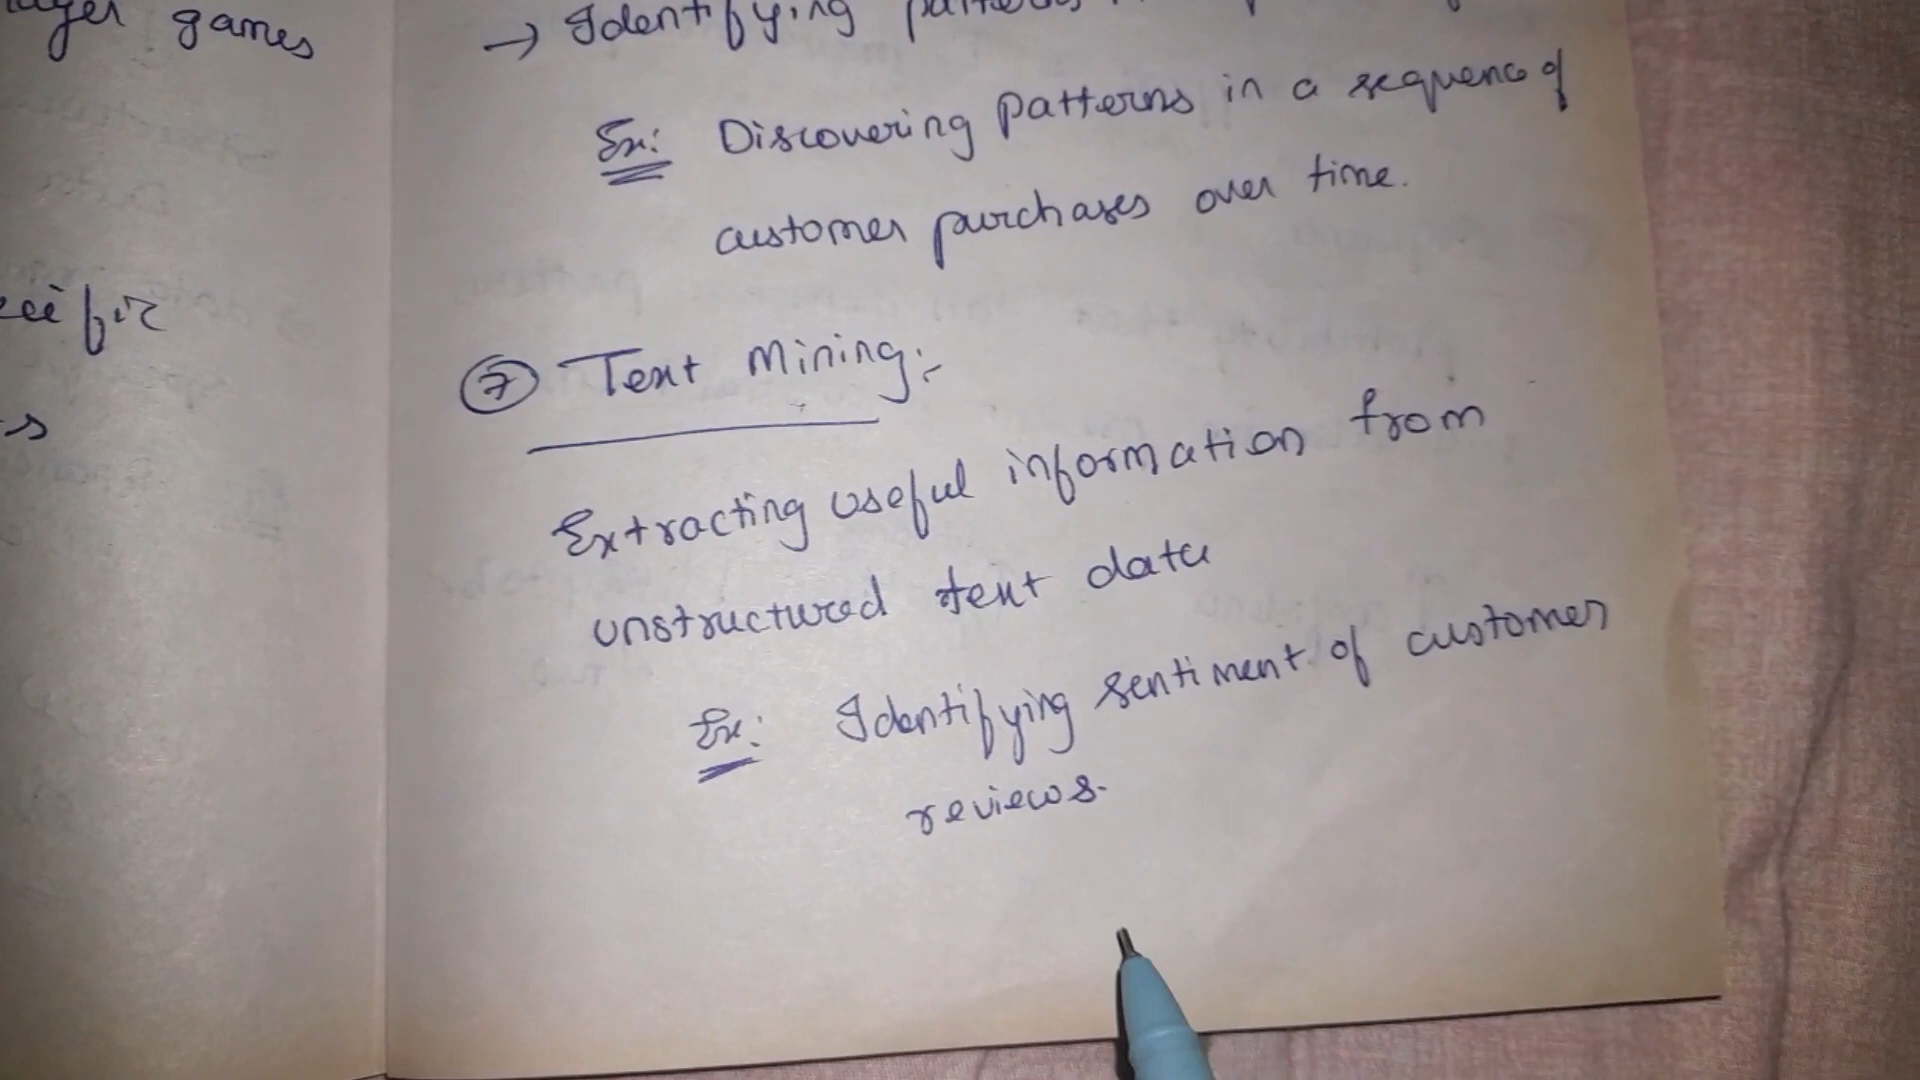 games
s
→ Identifying
Ex: Discovering patterns in a sequence of
customer purchases over time.
⑦ Text Mining:-
Extracting useful information from
unstructured text data
Ex: Identifying sentiment of customer
reviews.